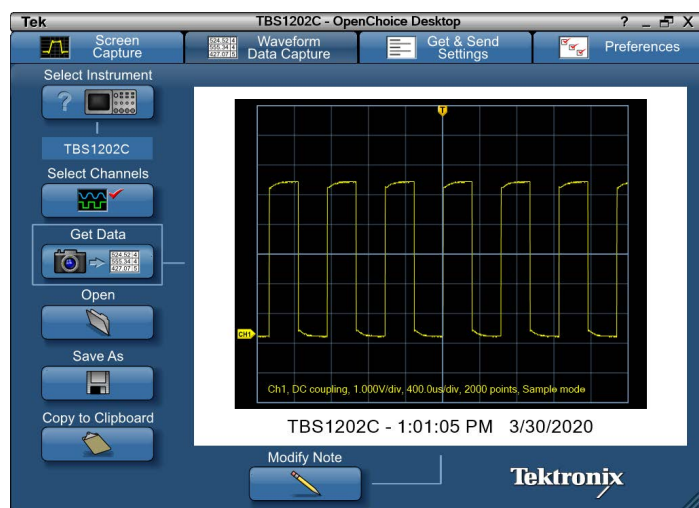 Tek
TBS1202C - OpenChoice Desktop
? _ X
Screen
Capture
Waveform
Data Capture
Get & Send
Settings
Preferences
Select Instrument
?
TBS1202C
Select Channels
Get Data
Open
Save As
Copy to Clipboard
T
CH1
Ch1, DC coupling, 1.000V/div, 400.0us/div, 2000 points, Sample mode
TBS1202C - 1:01:05 PM 3/30/2020
Modify Note
Tektronix